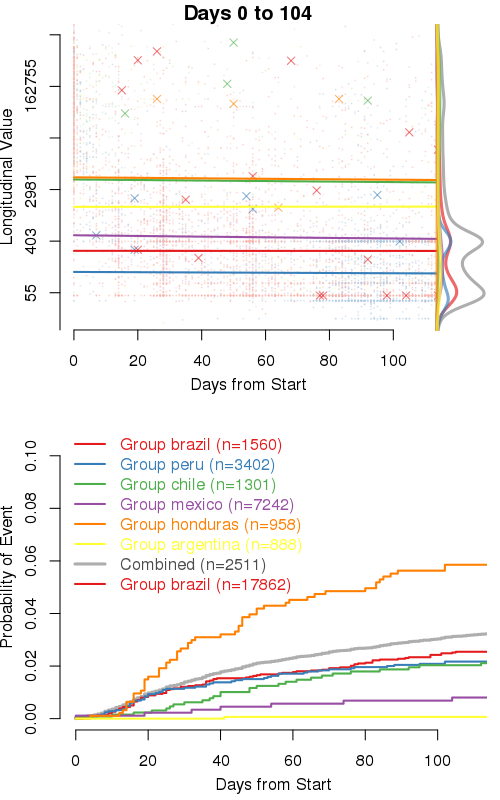 Days 0 to 104
Longitudinal Value
162755
2981
403
55
0 20 40 60 80 100
Days from Start
Probability of Event
0.10
0.08
0.06
0.04
0.02
0.00
Group brazil (n=1560)
Group peru (n=3402)
Group chile (n=1301)
Group mexico (n=7242)
Group honduras (n=958)
Group argentina (n=888)
Combined (n=2511)
Group brazil (n=17862)
0 20 40 60 80 100
Days from Start